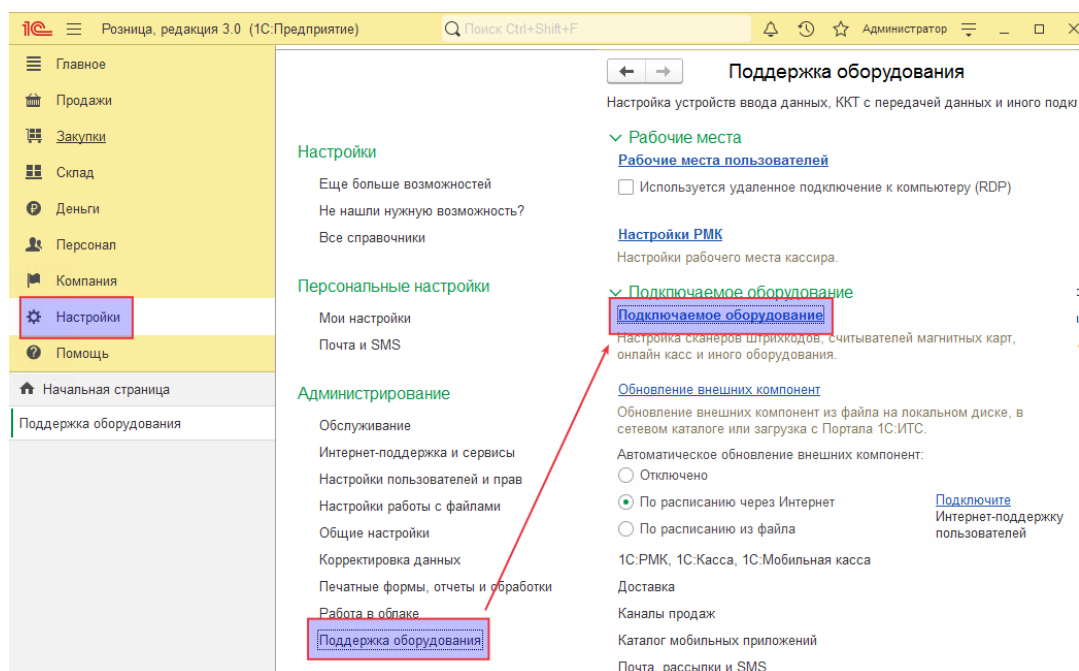 1С Розница, редакция 3.0 (1С:Предприятие) Поиск Ctrl+Shift+F Администратор
Главное
Продажи
Закупки
Склад
Деньги
Персонал
Компания
Настройки
Помощь
Начальная страница
Поддержка оборудования
Настройки
Еще больше возможностей
Не нашли нужную возможность?
Все справочники
Персональные настройки
Мои настройки
Почта и SMS
Администрирование
Обслуживание
Интернет-поддержка и сервисы
Настройки пользователей и прав
Настройки работы с файлами
Общие настройки
Корректировка данных
Печатные формы, отчеты и обработки
Работа в облаке
Поддержка оборудования
Поддержка оборудования
Настройка устройств ввода данных, ККТ с передачей данных и иного
Рабочие места
Рабочие места пользователей
Используется удаленное подключение к компьютеру (RDP)
Настройки РМК
Настройки рабочего места кассира.
Подключаемое оборудование
Подключаемое оборудование
Настройка сканеров штрихкодов, считывателей магнитных карт,
онлайн касс и иного оборудования.
Обновление внешних компонент
Обновление внешних компонент из файла на локальном диске, в
сетевом каталоге или загрузка с Портала 1С:ИТС.
Автоматическое обновление внешних компонент:
Отключено
По расписанию через Интернет
По расписанию из файла
Подключите
Интернет-поддержку
пользователей
1С:РМК, 1С:Касса, 1С:Мобильная касса
Доставка
Каналы продаж
Каталог мобильных приложений
Почта, рассылки и SMS